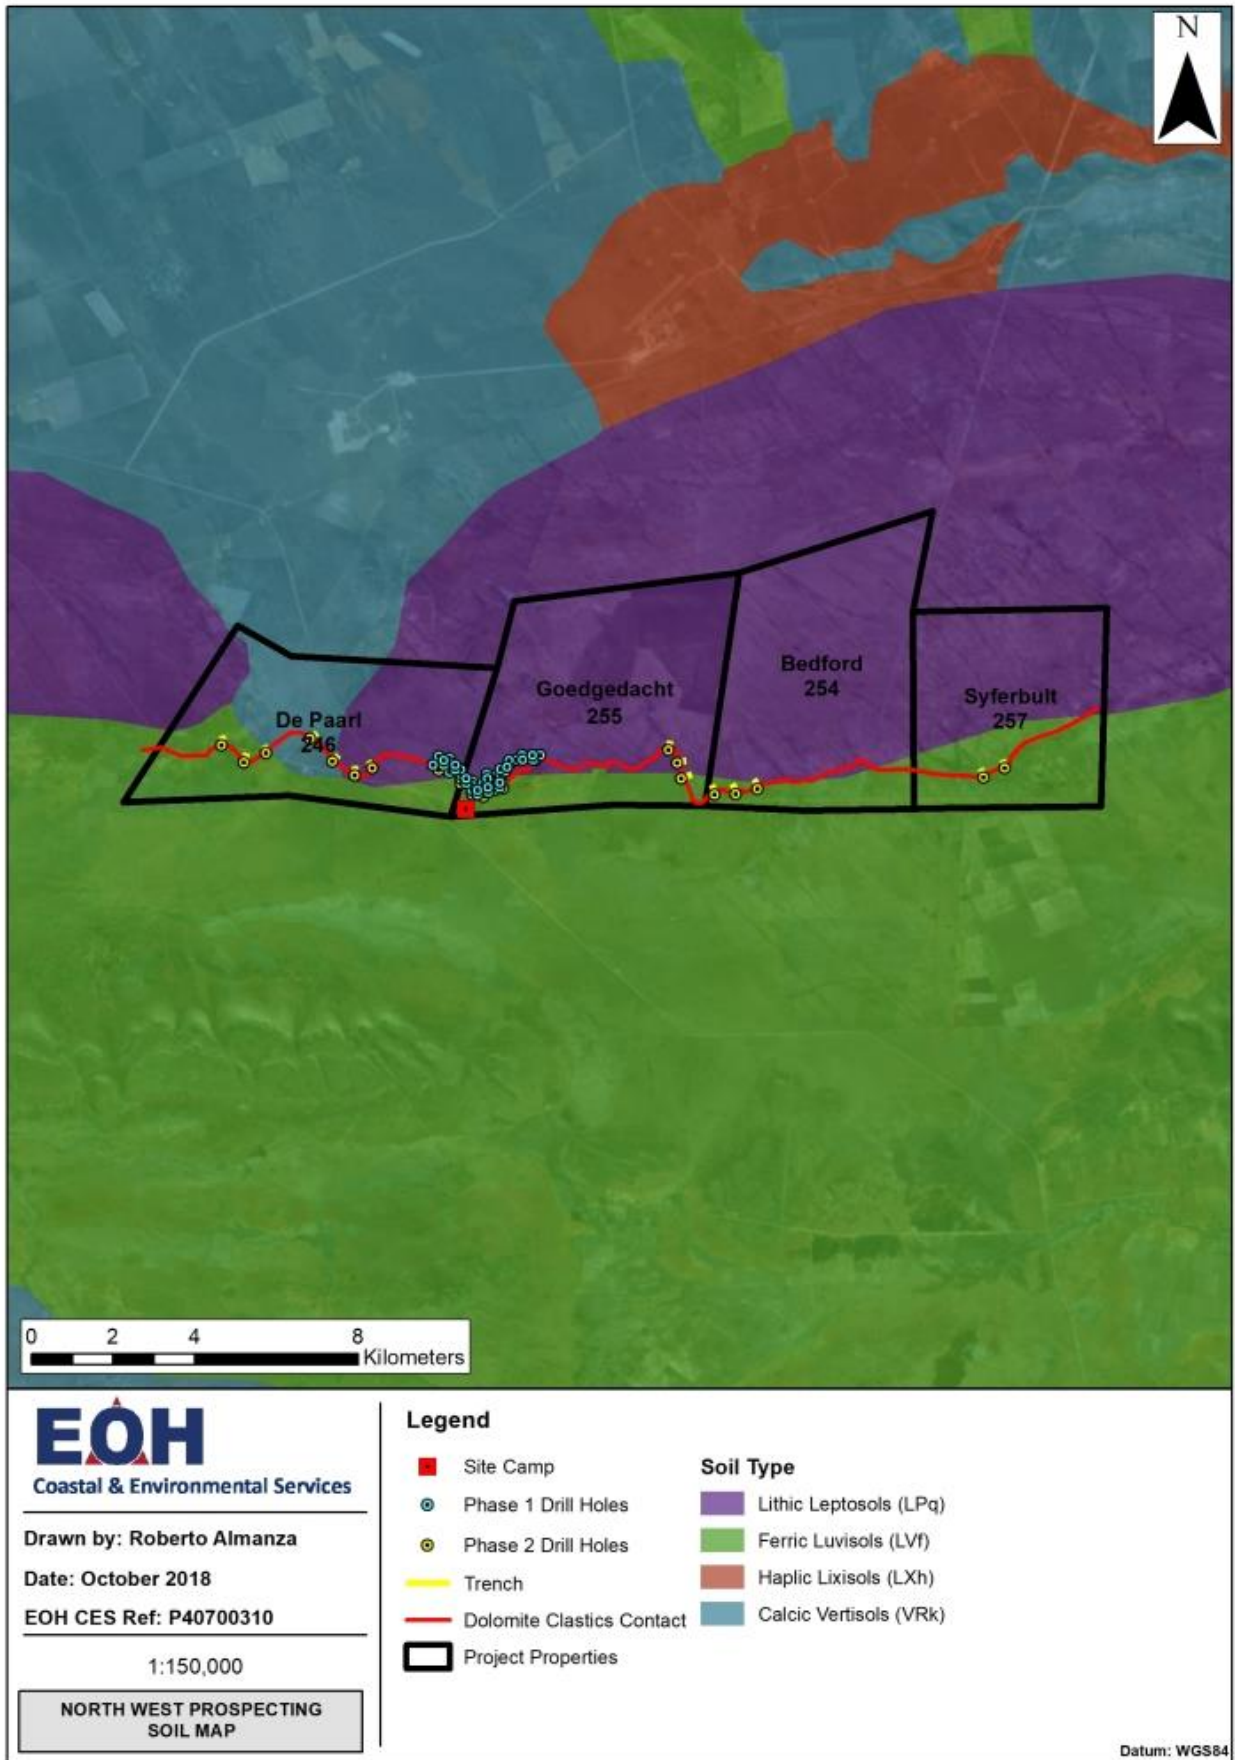 N
De Paarl
246
Goedgedacht
255
Bedford
254
Syferbult
257
0 2 4 8
Kilometers
EOH
Coastal & Environmental Services
Drawn by: Roberto Almanza
Date: October 2018
EOH CES Ref: P40700310
1:150,000
NORTH WEST PROSPECTING
SOIL MAP
Legend
Site Camp
Phase 1 Drill Holes
Phase 2 Drill Holes
Trench
Dolomite Clastics Contact
Project Properties
Soil Type
Lithic Leptosols (LPq)
Ferric Luvisols (LVf)
Haplic Lixisols (LXh)
Calcic Vertisols (VRk)
Datum: WGS84